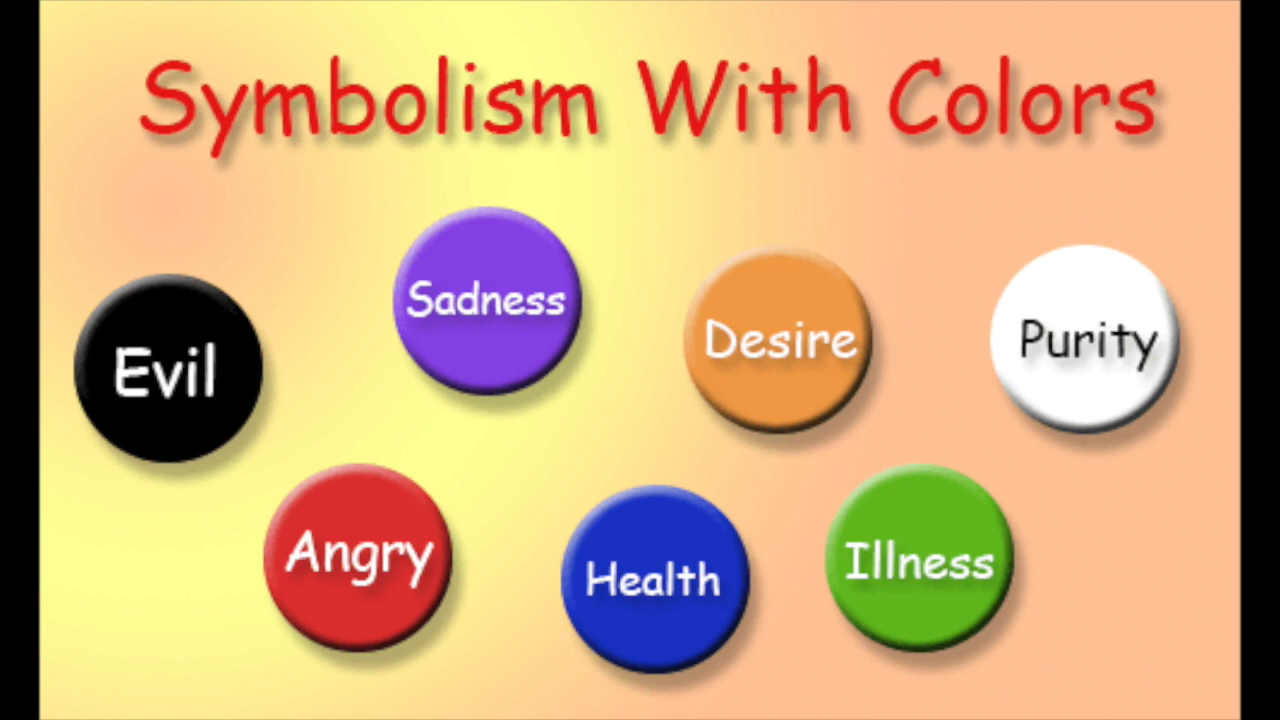 Symbolism With Colors
Evil
Sadness
Desire
Purity
Angry
Health
Illness